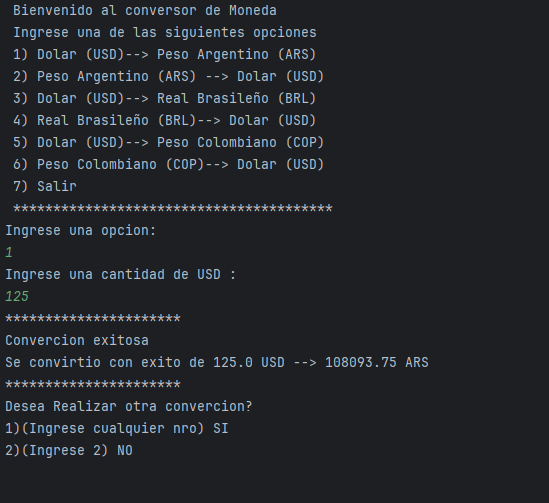 Bienvenido al conversor de Moneda
Ingrese una de las siguientes opciones
1) Dolar (USD)--> Peso Argentino (ARS)
2) Peso Argentino (ARS) --> Dolar (USD)
3) Dolar (USD)--> Real Brasileño (BRL)
4) Real Brasileño (BRL)--> Dolar (USD)
5) Dolar (USD)--> Peso Colombiano (COP)
6) Peso Colombiano (COP)--> Dolar (USD)
7) Salir
****************************************
Ingrese una opcion:
1
Ingrese una cantidad de USD :
125
**********************
Convercion exitosa
Se convirtio con exito de 125.0 USD --> 108093.75 ARS
**********************
Desea Realizar otra convercion?
1)(Ingrese cualquier nro) SI
2)(Ingrese 2) NO